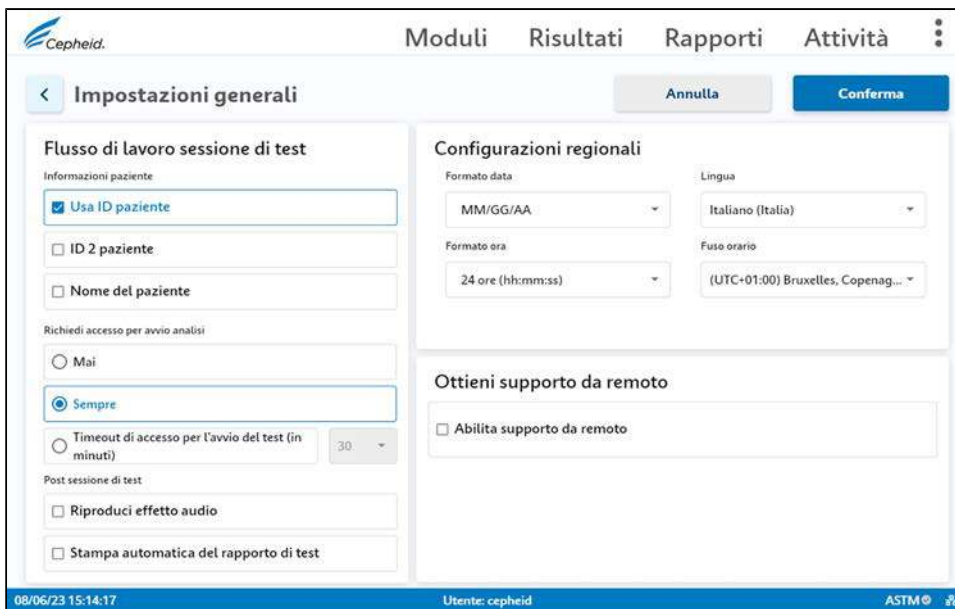 Cepheid.
Moduli Risultati Rapporti Attività
Impostazioni generali
Annulla
Conferma
Flusso di lavoro sessione di test
Informazioni paziente
Usa ID paziente
ID 2 paziente
Nome del paziente
Richiedi accesso per avvio analisi
Mai
Sempre
Timeout di accesso per l'avvio del test (in
minuti)
30
Post sessione di test
Riproduci effetto audio
Stampa automatica del rapporto di test
Configurazioni regionali
Formato data
MM/GG/AA
Lingua
Italiano (Italia)
Formato ora
24 ore (hh:mm:ss)
Fuso orario
(UTC+01:00) Bruxelles, Copenag...
Ottieni supporto da remoto
Abilita supporto da remoto
08/06/23 15:14:17
Utente: cepheid
ASTM